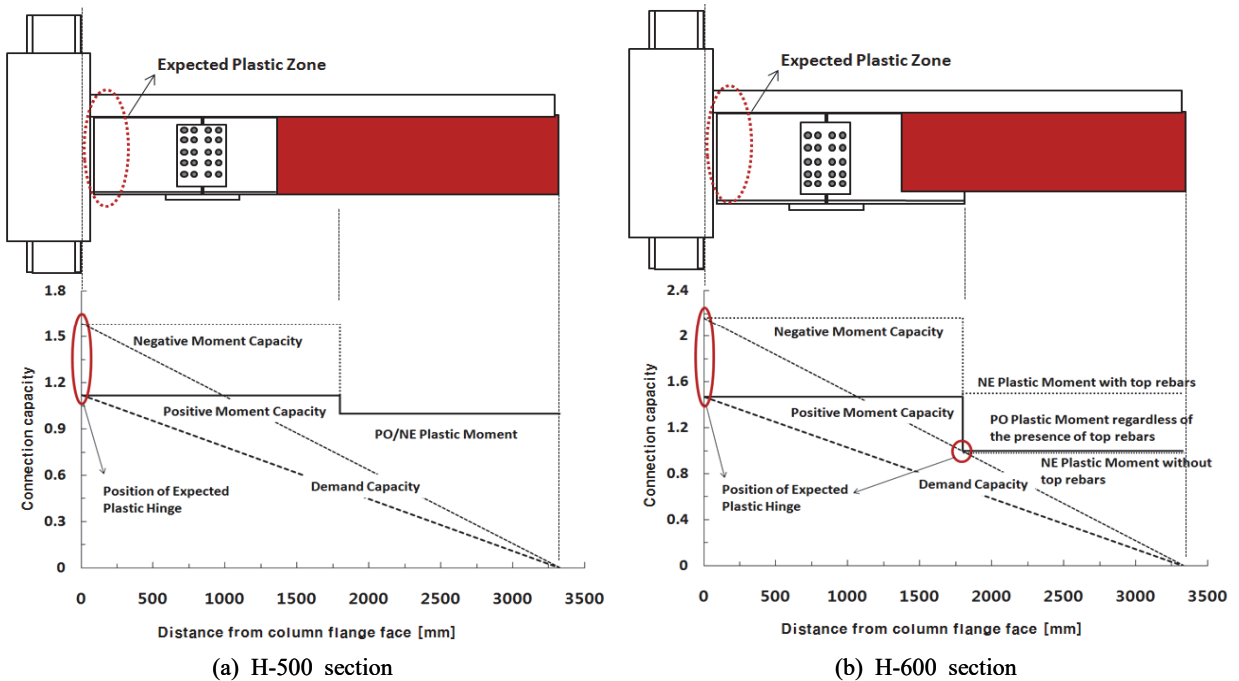 Expected Plastic Zone
1.8
1.5
1.2
0.9
0.6
0.3
0
Connection capacity
Negative Moment Capacity
Positive Moment Capacity
PO/NE Plastic Moment
Demand Capacity
Position of Expected
Plastic Hinge
0
500
1000
1500
2000
2500
3000
3500
Distance from column flange face [mm]
(a) H-500 section
Expected Plastic Zone
2.4
2
1.6
1.2
0.8
0.4
0
Connection capacity
Negative Moment Capacity
NE Plastic Moment with top rebars
Positive Moment Capacity
PO Plastic Moment regardless of
the presence of top rebars
NE Plastic Moment without
top rebars
Demand Capacity
Position of Expected
Plastic Hinge
0
500
1000
1500
2000
2500
3000
3500
Distance from column flange face [mm]
(b) H-600 section